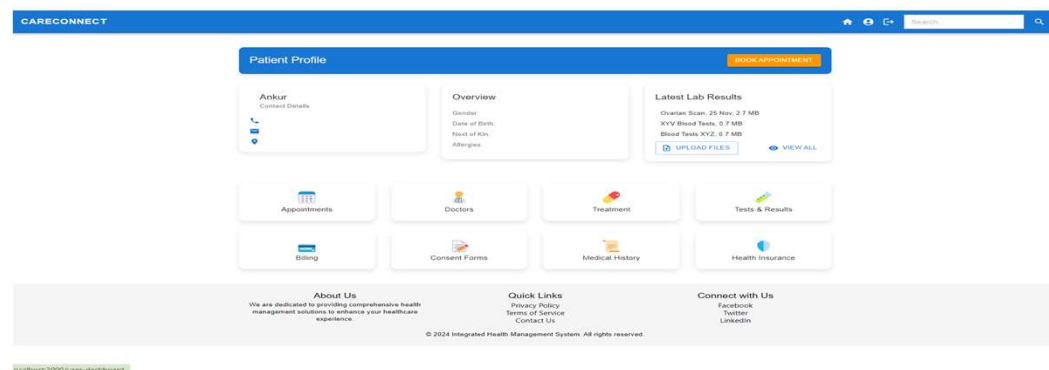 CARECONNECT
Search...
Patient Profile
BOOK APPOINTMENT
Ankur
Contact Details
Overview
Gender:
Date of Birth:
Next of Kin:
Allergies:
Latest Lab Results
Ovarian Scan, 25 Nov, 2.7 MB
XYV Blood Tests, 0.7 MB
Blood Tests XYZ, 0.7 MB
UPLOAD FILES
VIEW ALL
Appointments
Doctors
Treatment
Tests & Results
Billing
Consent Forms
Medical History
Health Insurance
About Us
We are dedicated to providing comprehensive health
management solutions to enhance your healthcare
experience.
Quick Links
Privacy Policy
Terms of Service
Contact Us
Connect with Us
Facebook
Twitter
LinkedIn
© 2024 Integrated Health Management System. All rights reserved.